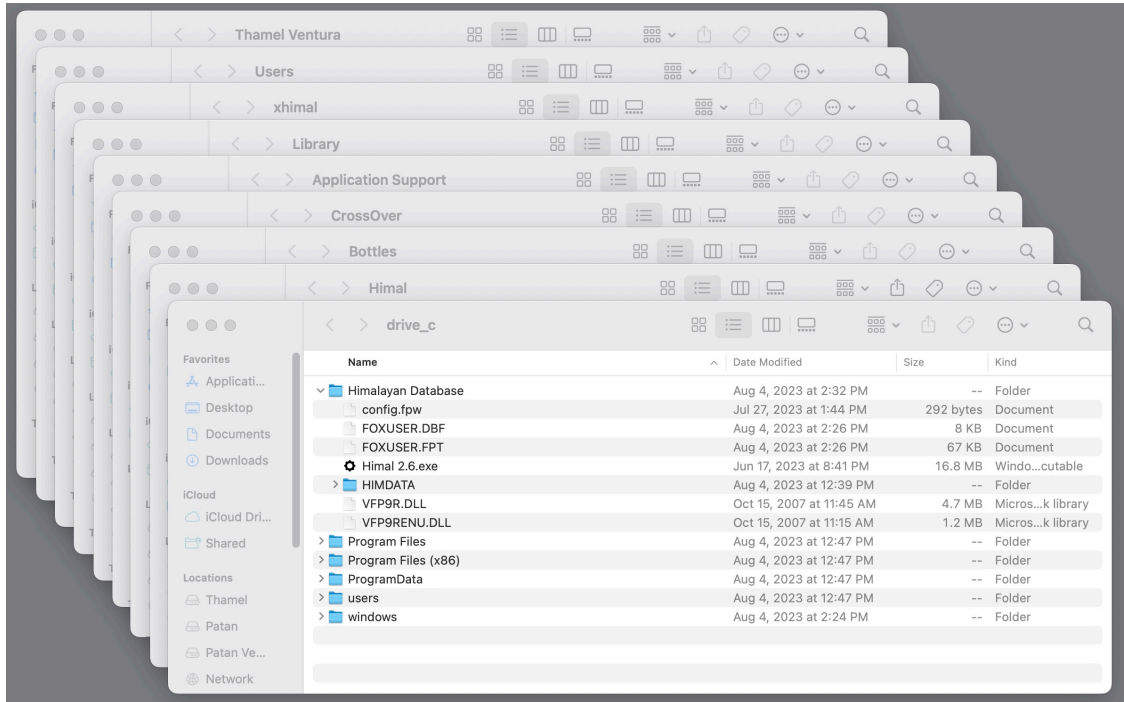 Thamel Ventura
Users
xhimal
Library
Application Support
CrossOver
Bottles
Himal
drive_c
Favorites
Applicati...
Desktop
Documents
Downloads
iCloud
iCloud Dri...
Shared
Locations
Thamel
Patan
Patan Ve...
Network
Name Date Modified Size Kind
Himalayan Database Aug 4, 2023 at 2:32 PM -- Folder
config.fpw Jul 27, 2023 at 1:44 PM 292 bytes Document
FOXUSER.DBF Aug 4, 2023 at 2:26 PM 8 KB Document
FOXUSER.FPT Aug 4, 2023 at 2:26 PM 67 KB Document
Himal 2.6.exe Jun 17, 2023 at 8:41 PM 16.8 MB Windo...cutable
HIMDATA Aug 4, 2023 at 12:39 PM -- Folder
VFP9R.DLL Oct 15, 2007 at 11:45 AM 4.7 MB Micros...k library
VFP9RENU.DLL Oct 15, 2007 at 11:15 AM 1.2 MB Micros...k library
Program Files Aug 4, 2023 at 12:47 PM -- Folder
Program Files (x86) Aug 4, 2023 at 12:47 PM -- Folder
ProgramData Aug 4, 2023 at 12:47 PM -- Folder
users Aug 4, 2023 at 12:47 PM -- Folder
windows Aug 4, 2023 at 2:24 PM -- Folder